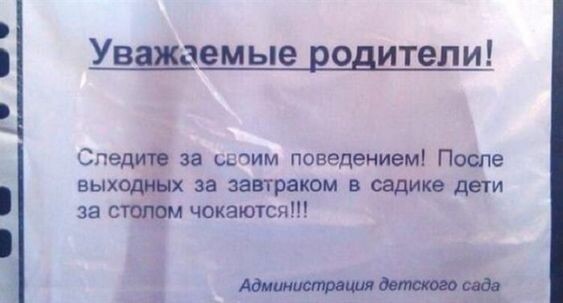 Уважаемые родители!
Следите за своим поведением! После
выходных за завтраком в садике дети
за столом чокаются!!!
Администрация детского сада